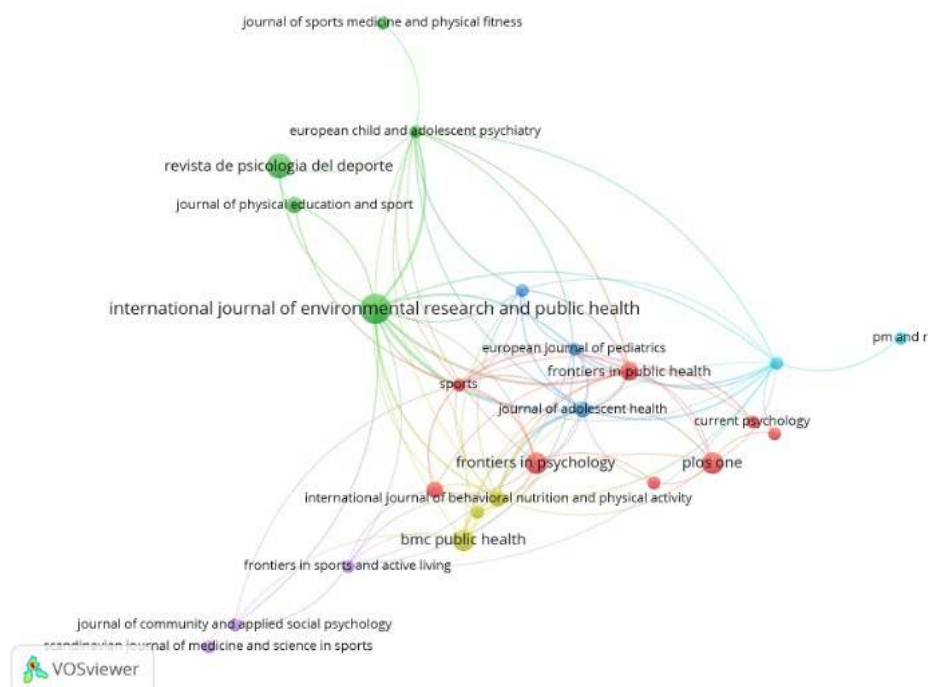 journal of sports medicine and physical fitness
european child and adolescent psychiatry
revista de psicologia del deporte
journal of physical education and sport
international journal of environmental research and public health
pm and r
european journal of pediatrics
frontiers in public health
sports
journal of adolescent health
current psychology
frontiers in psychology
plos one
international journal of behavioral nutrition and physical activity
bmc public health
frontiers in sports and active living
journal of community and applied social psychology
scandinavian journal of medicine and science in sports
VOSviewer